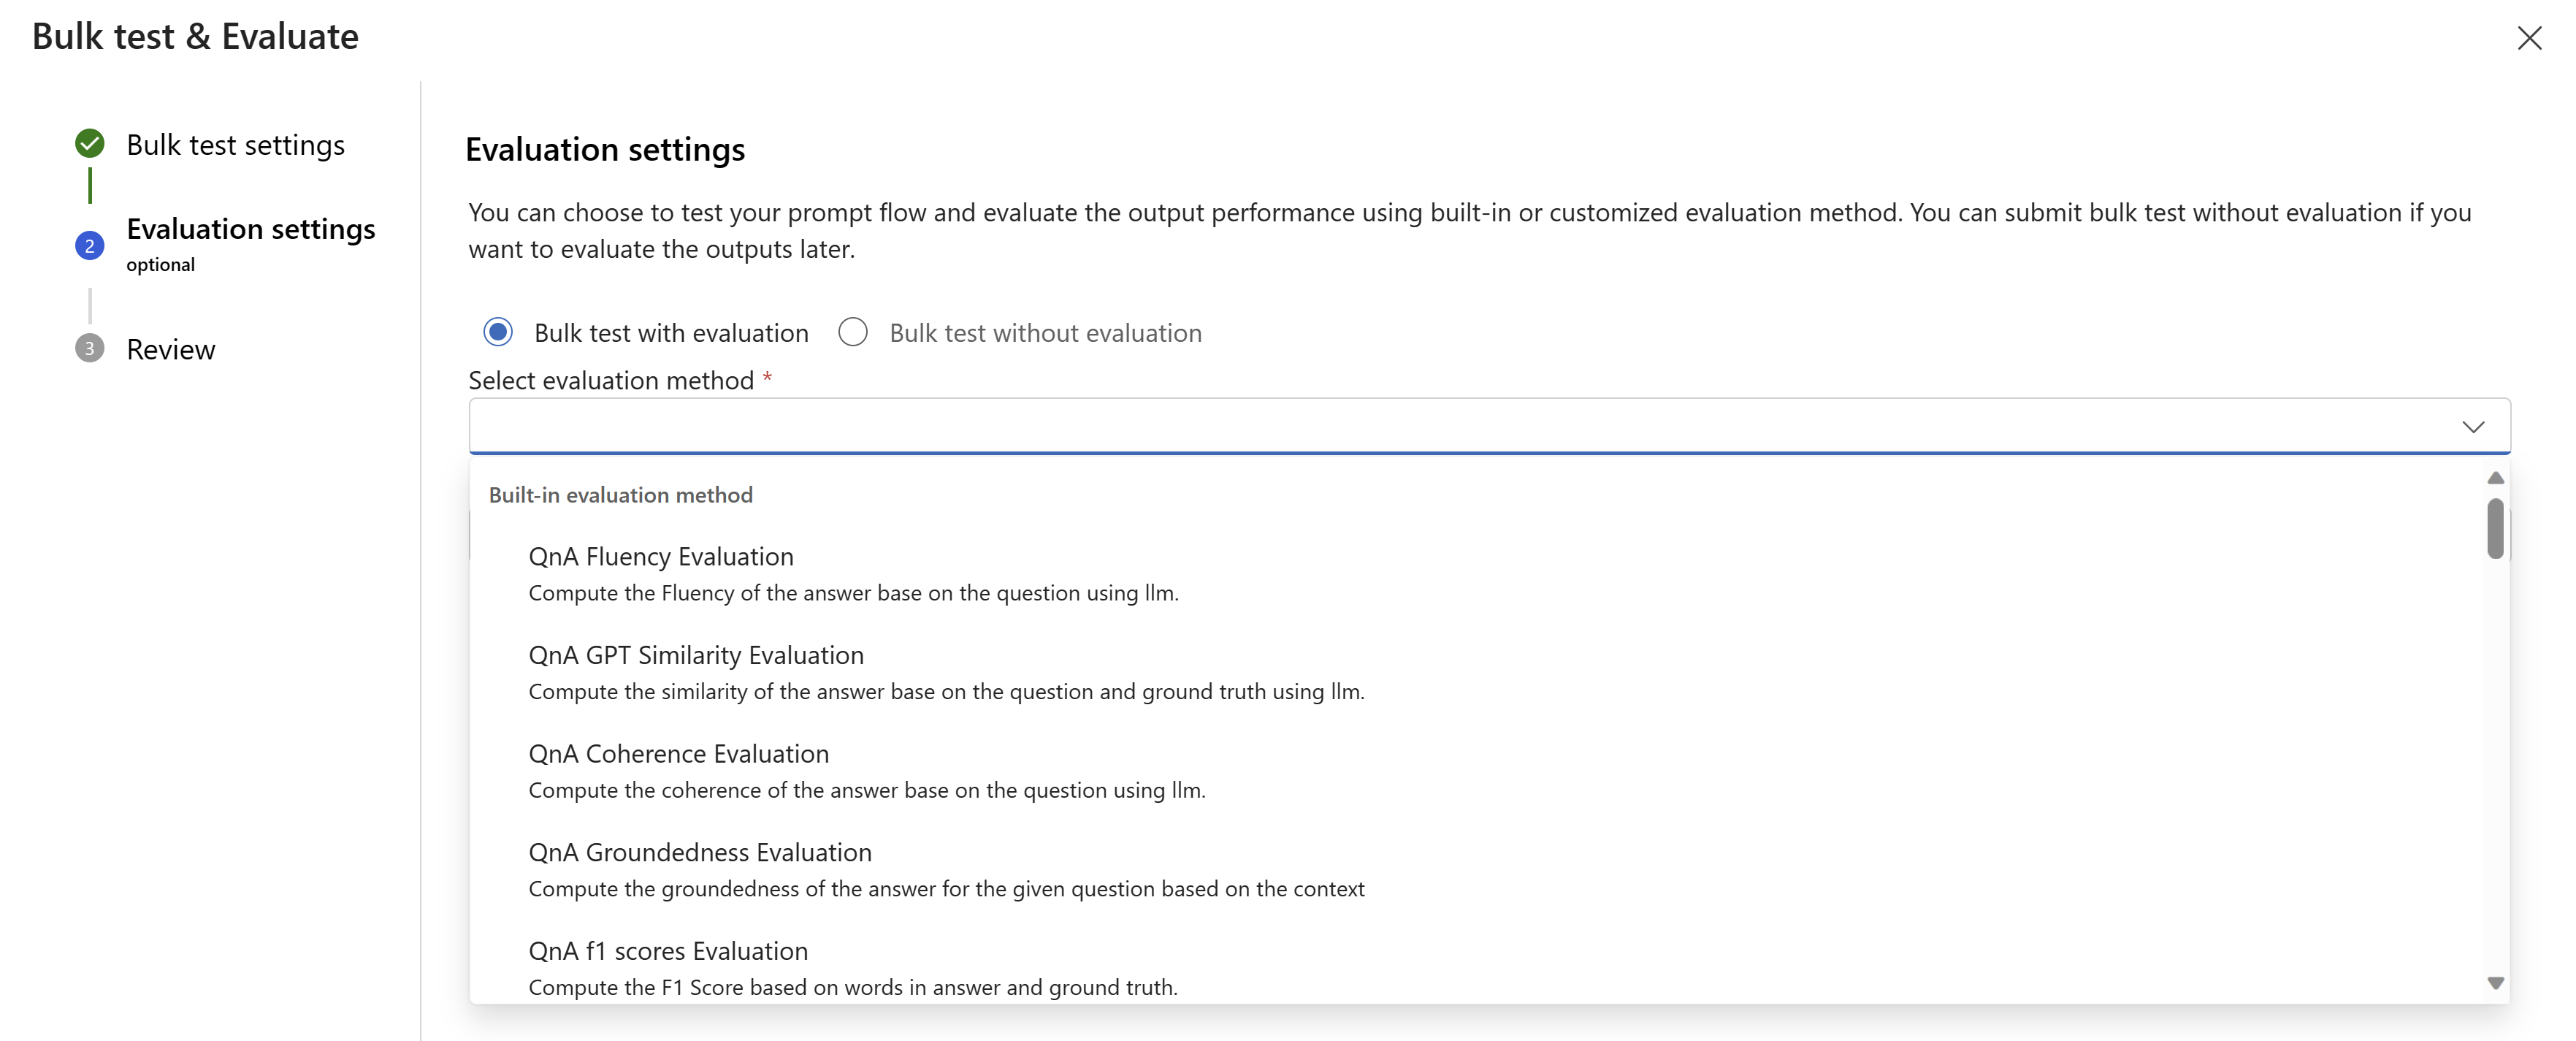 Bulk test & Evaluate
Bulk test settings
2
Evaluation settings
optional
3
Review
Evaluation settings
You can choose to test your prompt flow and evaluate the output performance using built-in or customized evaluation method. You can submit bulk test without evaluation if you
want to evaluate the outputs later.
Bulk test with evaluation
Bulk test without evaluation
Select evaluation method *
Built-in evaluation method
QnA Fluency Evaluation
Compute the Fluency of the answer base on the question using llm.
QnA GPT Similarity Evaluation
Compute the similarity of the answer base on the question and ground truth using llm.
QnA Coherence Evaluation
Compute the coherence of the answer base on the question using llm.
QnA Groundedness Evaluation
Compute the groundedness of the answer for the given question based on the context
QnA f1 scores Evaluation
Compute the F1 Score based on words in answer and ground truth.